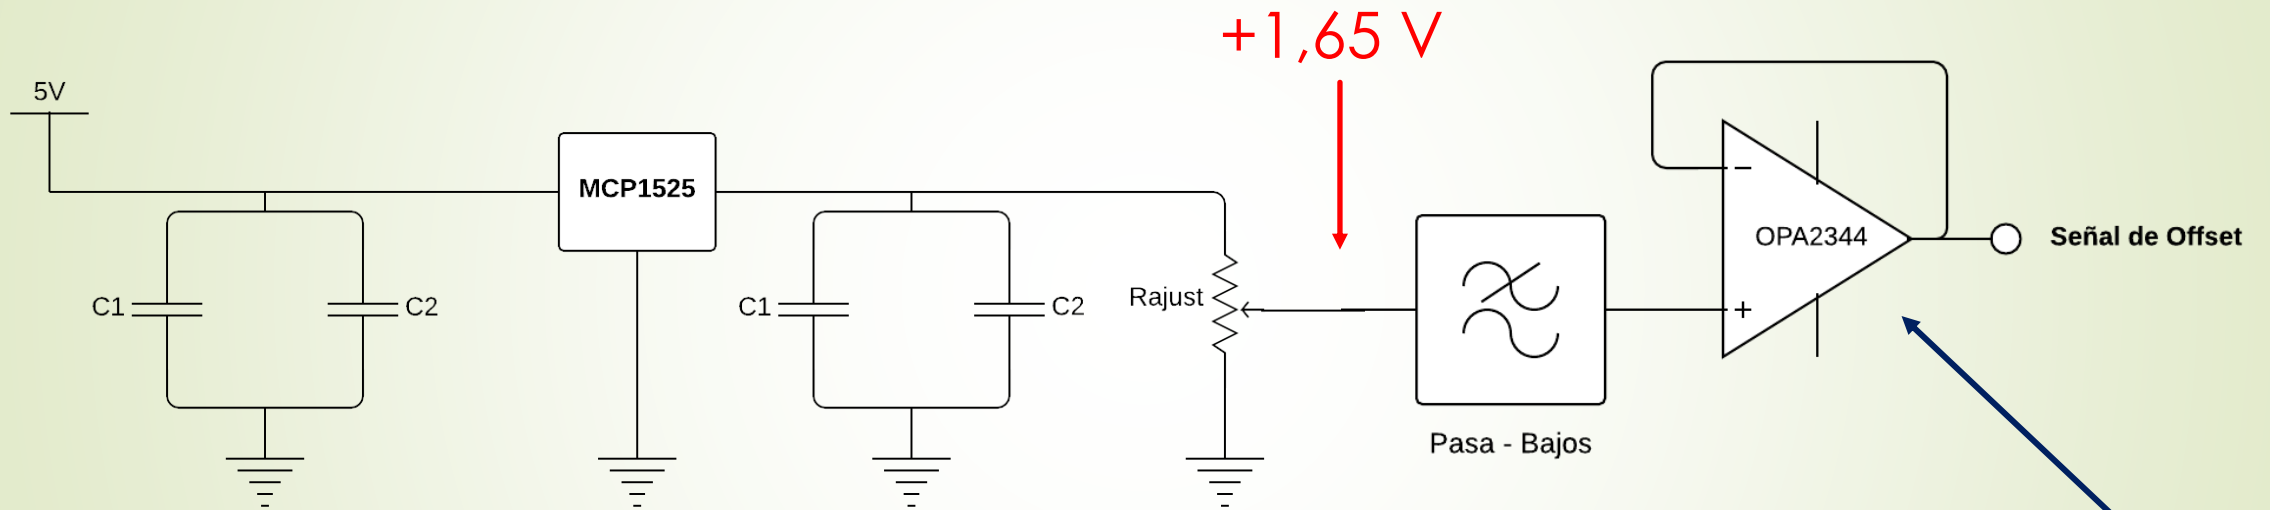 +1,65 V
5V
MCP1525
C1
C2
C1
C2
Rajust
OPA2344
−
+
Señal de Offset
Pasa - Bajos